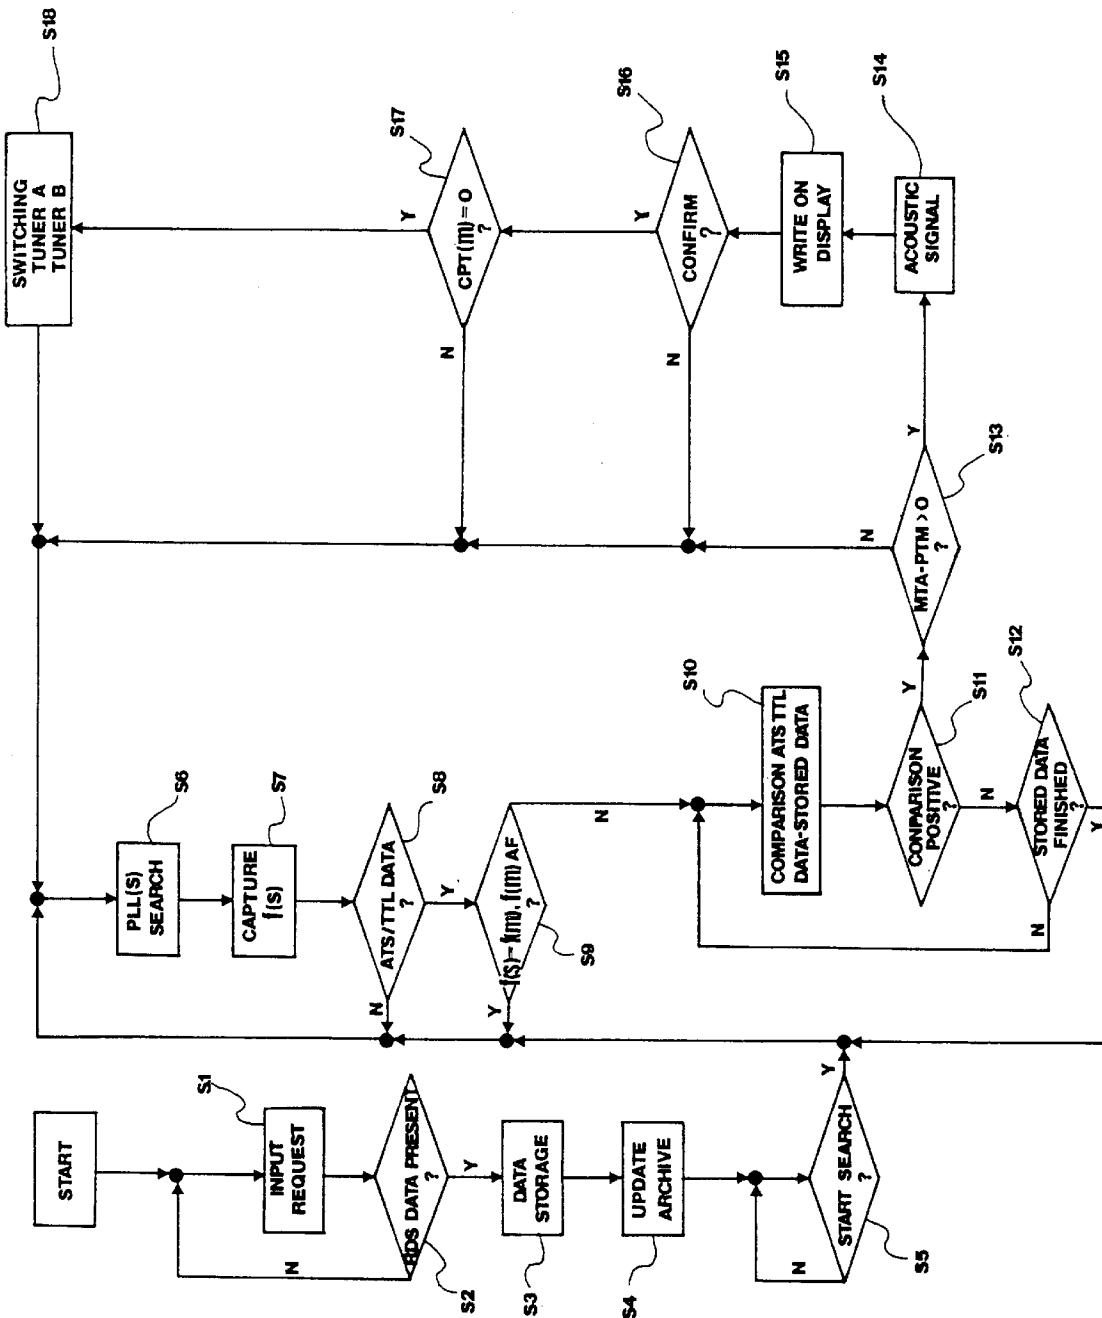 START
S1
INPUT
REQUEST
RDS DATA PRESENT
?
N
Y
S2
DATA
STORAGE
S3
UPDATE
ARCHIVE
S4
START SEARCH
?
N
Y
S5
PLL(S)
SEARCH
S6
CAPTURE
f(S)
S7
ATS/TTL DATA
?
S8
N
Y
f(S)=f(m), f(m) AF
?
S9
Y
N
S10
COMPARISON ATS TTL
DATA-STORED DATA
CONPARISON
POSITIVE
?
S11
Y
N
S12
STORED DATA
FINISHED
?
N
Y
MTA-PTM>0
?
S13
N
Y
ACOUSTIC
SIGNAL
S14
WRITE ON
DISPLAY
S15
CONFIRM
?
S16
N
Y
CPT(m)=0
?
S17
N
Y
SWITCHING
TUNER A
TUNER B
S18